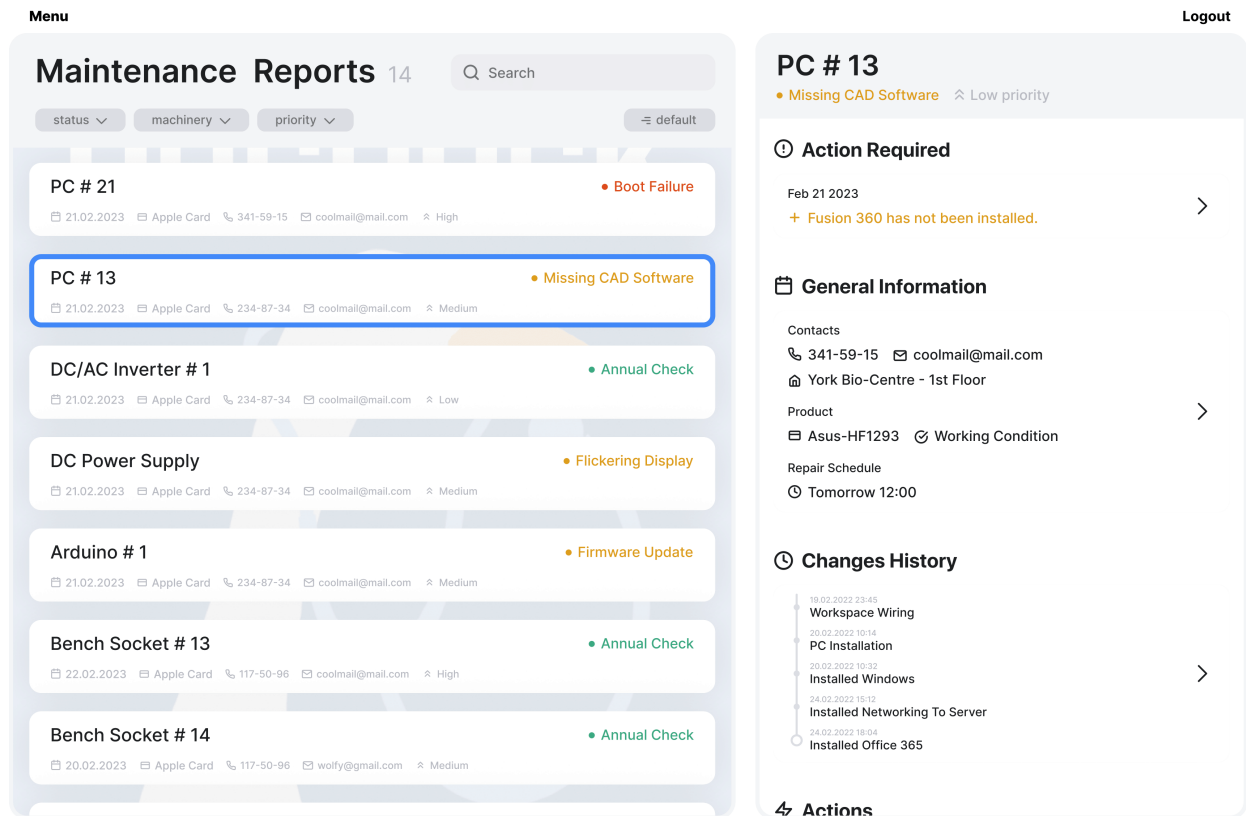 Menu
Logout
Maintenance Reports 14
Search
status
machinery
priority
default
PC # 21
Boot Failure
21.02.2023 Apple Card 341-59-15 coolmail@mail.com High
PC # 13
Missing CAD Software
21.02.2023 Apple Card 234-87-34 coolmail@mail.com Medium
DC/AC Inverter # 1
Annual Check
21.02.2023 Apple Card 234-87-34 coolmail@mail.com Low
DC Power Supply
Flickering Display
21.02.2023 Apple Card 234-87-34 coolmail@mail.com Medium
Arduino # 1
Firmware Update
21.02.2023 Apple Card 234-87-34 coolmail@mail.com Medium
Bench Socket # 13
Annual Check
22.02.2023 Apple Card 117-50-96 coolmail@mail.com High
Bench Socket # 14
Annual Check
20.02.2023 Apple Card 117-50-96 wolfy@gmail.com Medium
PC # 13
Missing CAD Software Low priority
Action Required
Feb 21 2023
+ Fusion 360 has not been installed.
General Information
Contacts
341-59-15 coolmail@mail.com
York Bio-Centre - 1st Floor
Product
Asus-HF1293 Working Condition
Repair Schedule
Tomorrow 12:00
Changes History
19.02.2022 23:45
Workspace Wiring
20.02.2022 10:14
PC Installation
20.02.2022 10:32
Installed Windows
24.02.2022 15:12
Installed Networking To Server
24.02.2022 18:04
Installed Office 365
Actions